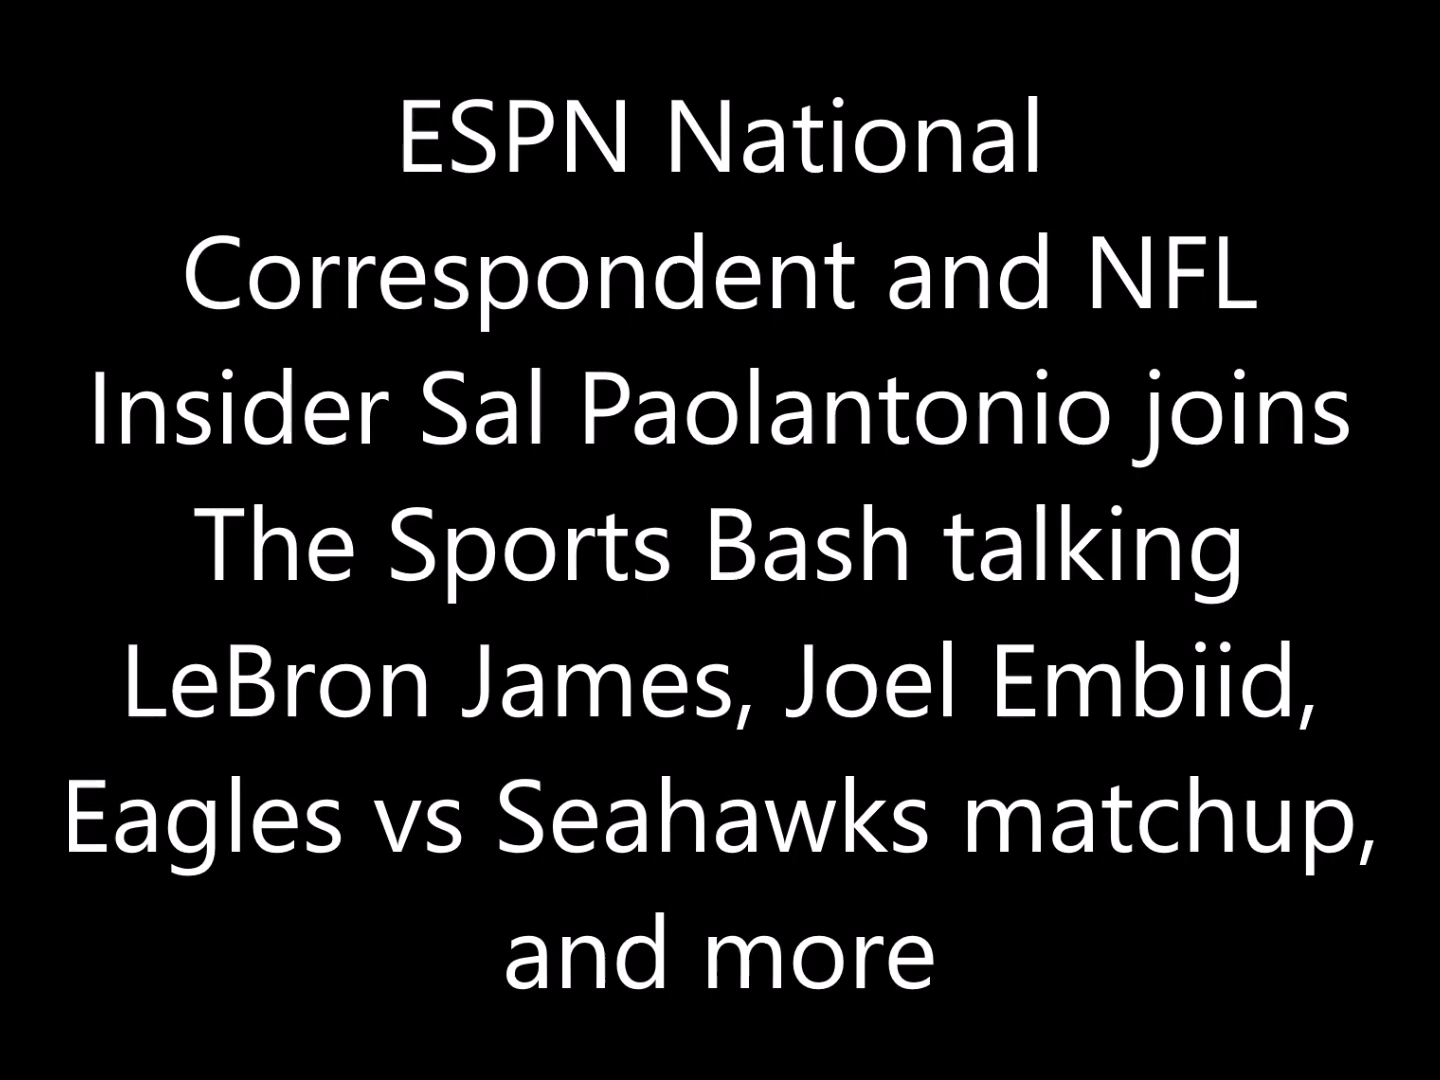 ESPN National
Correspondent and NFL
Insider Sal Paolantonio joins
The Sports Bash talking
LeBron James, Joel Embiid,
Eagles vs Seahawks matchup,
and more